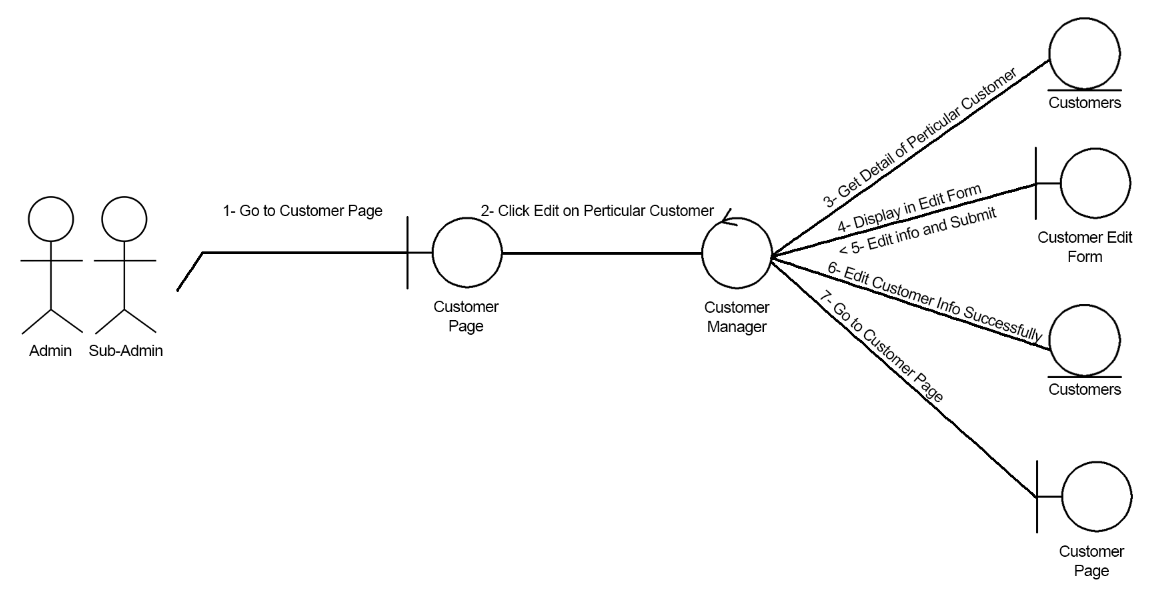 Customers
3- Get Detail of Perticular Customer
1- Go to Customer Page
2- Click Edit on Perticular Customer
4- Display in Edit Form
< 5- Edit info and Submit
Customer Edit
Form
6- Edit Customer Info Successfully
7- Go to Customer Page
Customer
Page
Customer
Manager
Admin
Sub-Admin
Customers
Customer
Page